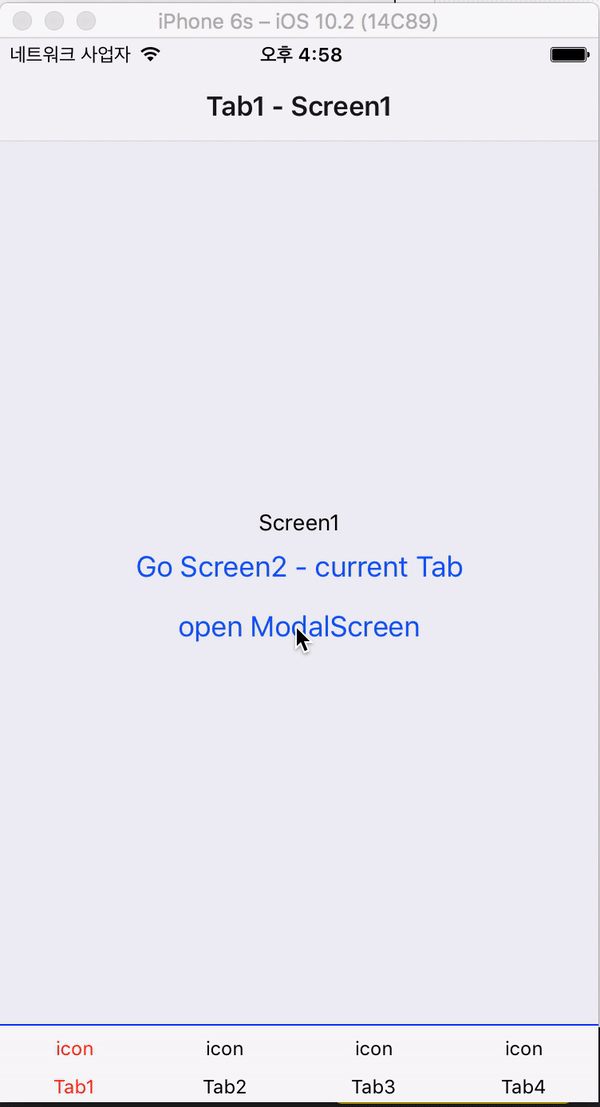 iPhone 6s – iOS 10.2 (14C89)
네트워크 사업자 오후 4:58
Tab1 - Screen1
Screen1
Go Screen2 - current Tab
open ModalScreen
icon icon icon icon
Tab1 Tab2 Tab3 Tab4